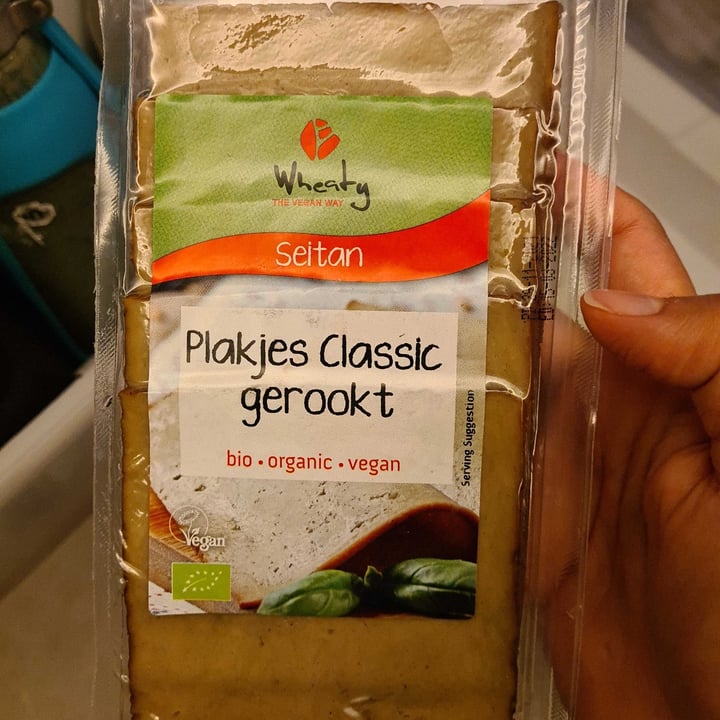 Wheaty
THE VEGAN WAY
Seitan
Plakjes Classic
gerookt
bio • organic • vegan
Serving Suggestion
Vegan